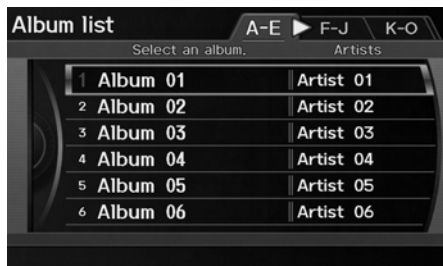 Album list A-E F-J K-O
Select an album. Artists
1 Album 01 Artist 01
2 Album 02 Artist 02
3 Album 03 Artist 03
4 Album 04 Artist 04
5 Album 05 Artist 05
6 Album 06 Artist 06